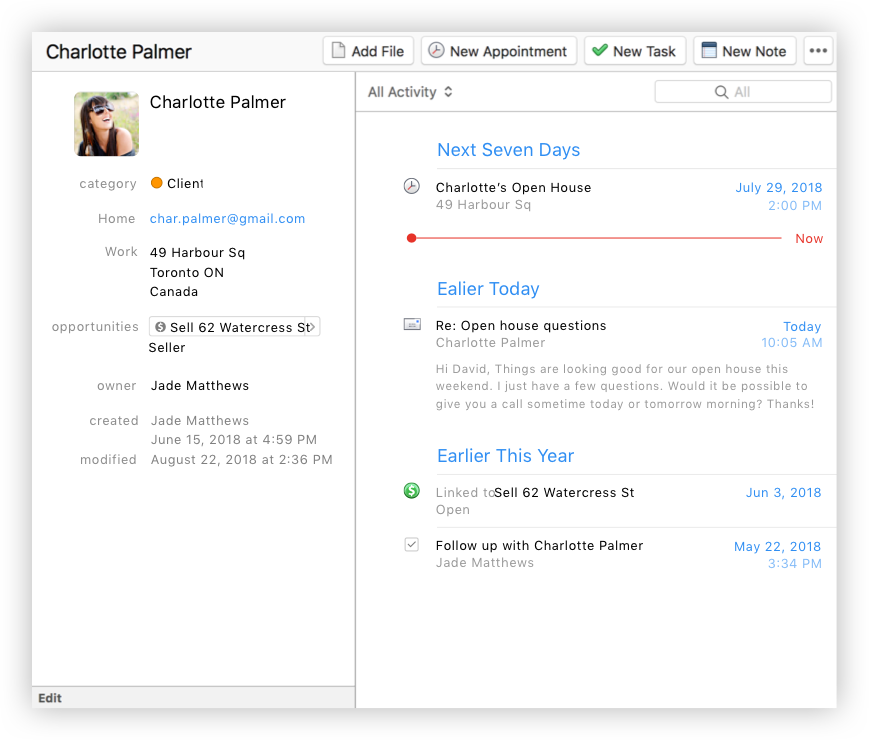 Charlotte Palmer
Add File
New Appointment
New Task
New Note
Charlotte Palmer
category Client
Home char.palmer@gmail.com
Work 49 Harbour Sq
Toronto ON
Canada
opportunities Sell 62 Watercress St
Seller
owner Jade Matthews
created Jade Matthews
June 15, 2018 at 4:59 PM
modified August 22, 2018 at 2:36 PM
Edit
All Activity
All
Next Seven Days
Charlotte's Open House July 29, 2018
49 Harbour Sq 2:00 PM
Now
Ealier Today
Re: Open house questions Today
Charlotte Palmer 10:05 AM
Hi David, Things are looking good for our open house this
weekend. I just have a few questions. Would it be possible to
give you a call sometime today or tomorrow morning? Thanks!
Earlier This Year
Linked to Sell 62 Watercress St Jun 3, 2018
Open
Follow up with Charlotte Palmer May 22, 2018
Jade Matthews 3:34 PM